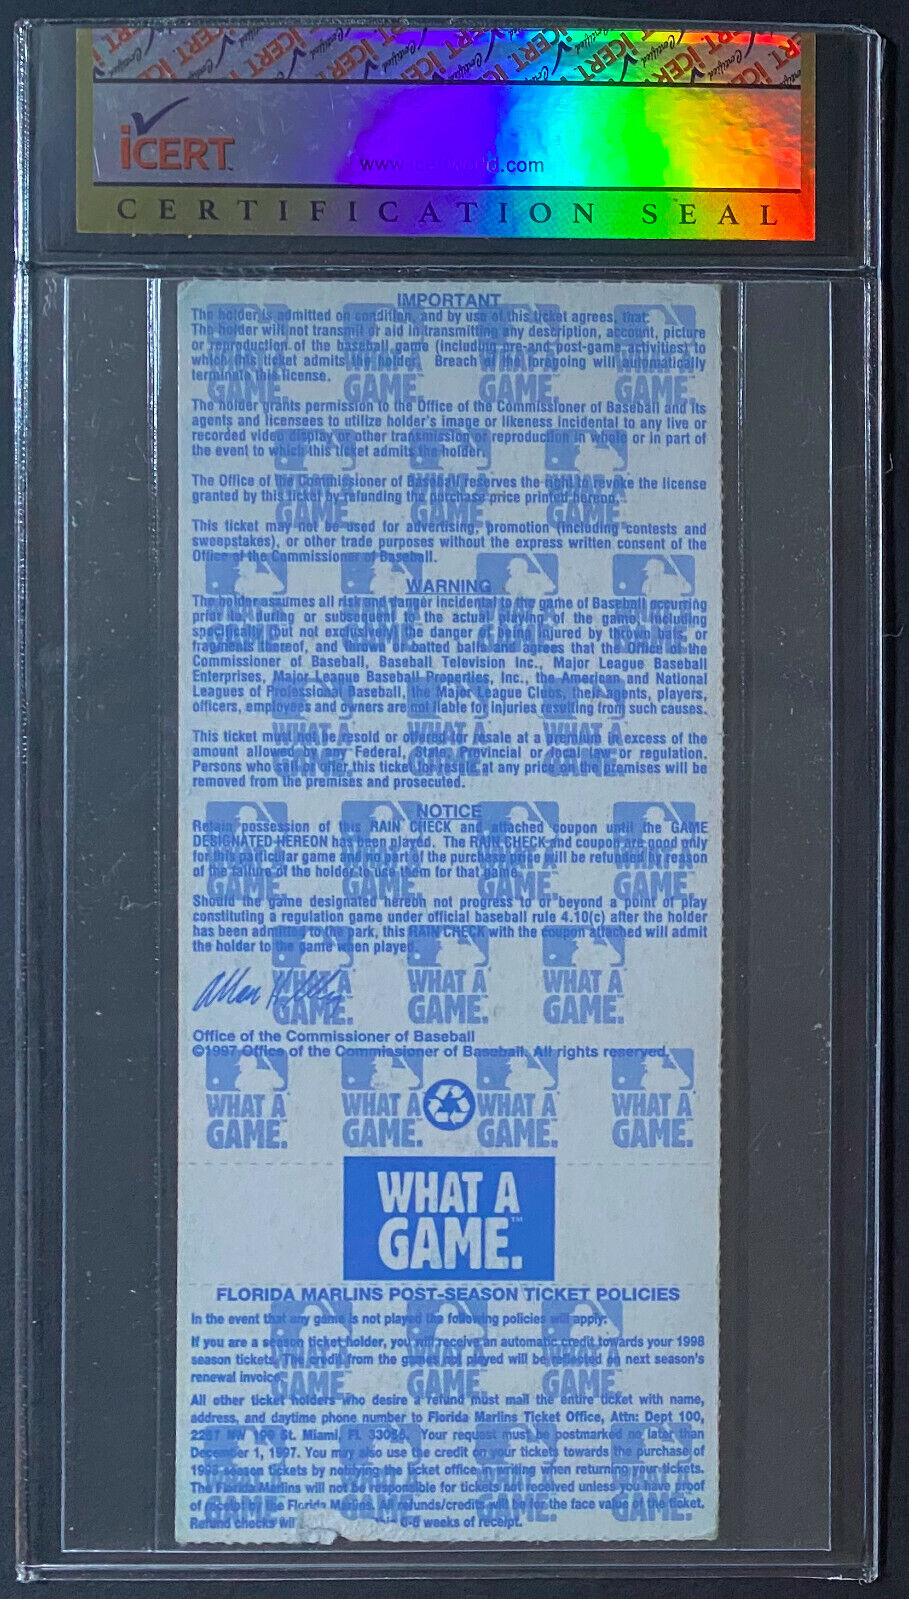 iCERT
www.icertworld.com
CERTIFICATION SEAL
IMPORTANT
The holder is admitted on condition, and by use of this ticket agrees, that:
The holder will not transmit or aid in transmitting any description, account, picture
or reproduction of the baseball game (including pre-and post-game activities) to
which this ticket admits the holder. Breach of the foregoing will automatically
terminate this license.
The holder grants permission to the Office of the Commissioner of Baseball and its
agents and licensees to utilize holder's image or likeness incidental to any live or
recorded video display or other transmission or reproduction in whole or in part of
the event to which this ticket admits the holder.
The Office of the Commissioner of Baseball reserves the right to revoke the license
granted by this ticket by refunding the purchase price printed hereon.
This ticket may not be used for advertising, promotion (including contests and
sweepstakes), or other trade purposes without the express written consent of the
Office of the Commissioner of Baseball.
WARNING
The holder assumes all risk and danger incidental to the game of Baseball occurring
prior to, during or subsequent to the actual playing of the game, including
specifically (but not exclusively) the danger of being injured by thrown bats, or
fragments thereof, and thrown or batted balls and agrees that the Office of the
Commissioner of Baseball, Baseball Television Inc., Major League Baseball
Enterprises, Major League Baseball Properties, Inc., the American and National
Leagues of Professional Baseball, the Major League Clubs, their agents, players,
officers, employees and owners are not liable for injuries resulting from such causes.
This ticket must not be resold or offered for resale at a premium in excess of the
amount allowed by any Federal, State, Provincial or local law or regulation.
Persons who sell or offer this ticket for resale at any price on the premises will be
removed from the premises and prosecuted.
NOTICE
Retain possession of this RAIN CHECK and attached coupon until the GAME
DESIGNATED HEREON has been played. The RAIN CHECK and coupon are good only
for this particular game and no part of the purchase price will be refunded by reason
of the failure of the holder to use them for that game.
Should the game designated hereon not progress to or beyond a point of play
constituting a regulation game under official baseball rule 4.10(c) after the holder
has been admitted to the park, this RAIN CHECK with the coupon attached will admit
the holder to the game when played.
Office of the Commissioner of Baseball
©1997 Office of the Commissioner of Baseball. All rights reserved.
WHAT A WHAT A WHAT A WHAT A
GAME. GAME. GAME. GAME.
WHAT A
GAME.™
FLORIDA MARLINS POST-SEASON TICKET POLICIES
In the event that any game is not played the following policies will apply:
If you are a season ticket holder, you will receive an automatic credit towards your 1998
season tickets. The credit from the games not played will be reflected on next season's
renewal invoice.
All other ticket holders who desire a refund must mail the entire ticket with name,
address, and daytime phone number to Florida Marlins Ticket Office, Attn: Dept 100,
2267 NW 199 St. Miami, FL 33056. Your request must be postmarked no later than
December 1, 1997. You may also use the credit on your tickets towards the purchase of
1998 season tickets by notifying the ticket office in writing when returning your tickets.
The Florida Marlins will not be responsible for tickets not received unless you have proof
of receipt by the Florida Marlins. All refunds/credits will be for the face value of the ticket.
Refund checks will 6-8 weeks of receipt.